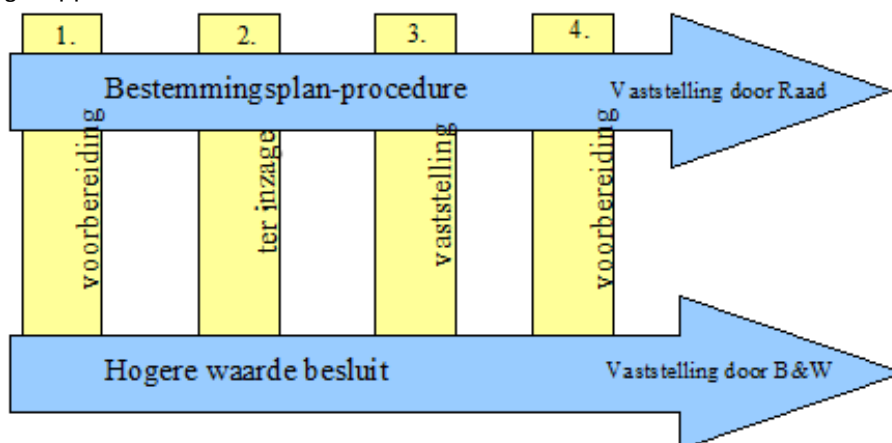 1.
2.
3.
4.
Bestemmingsplan-procedure
Vaststelling door Raad
voorbereiding
ter inzage
vaststelling
voorbereiding
Hogere waarde besluit
Vaststelling door B&W